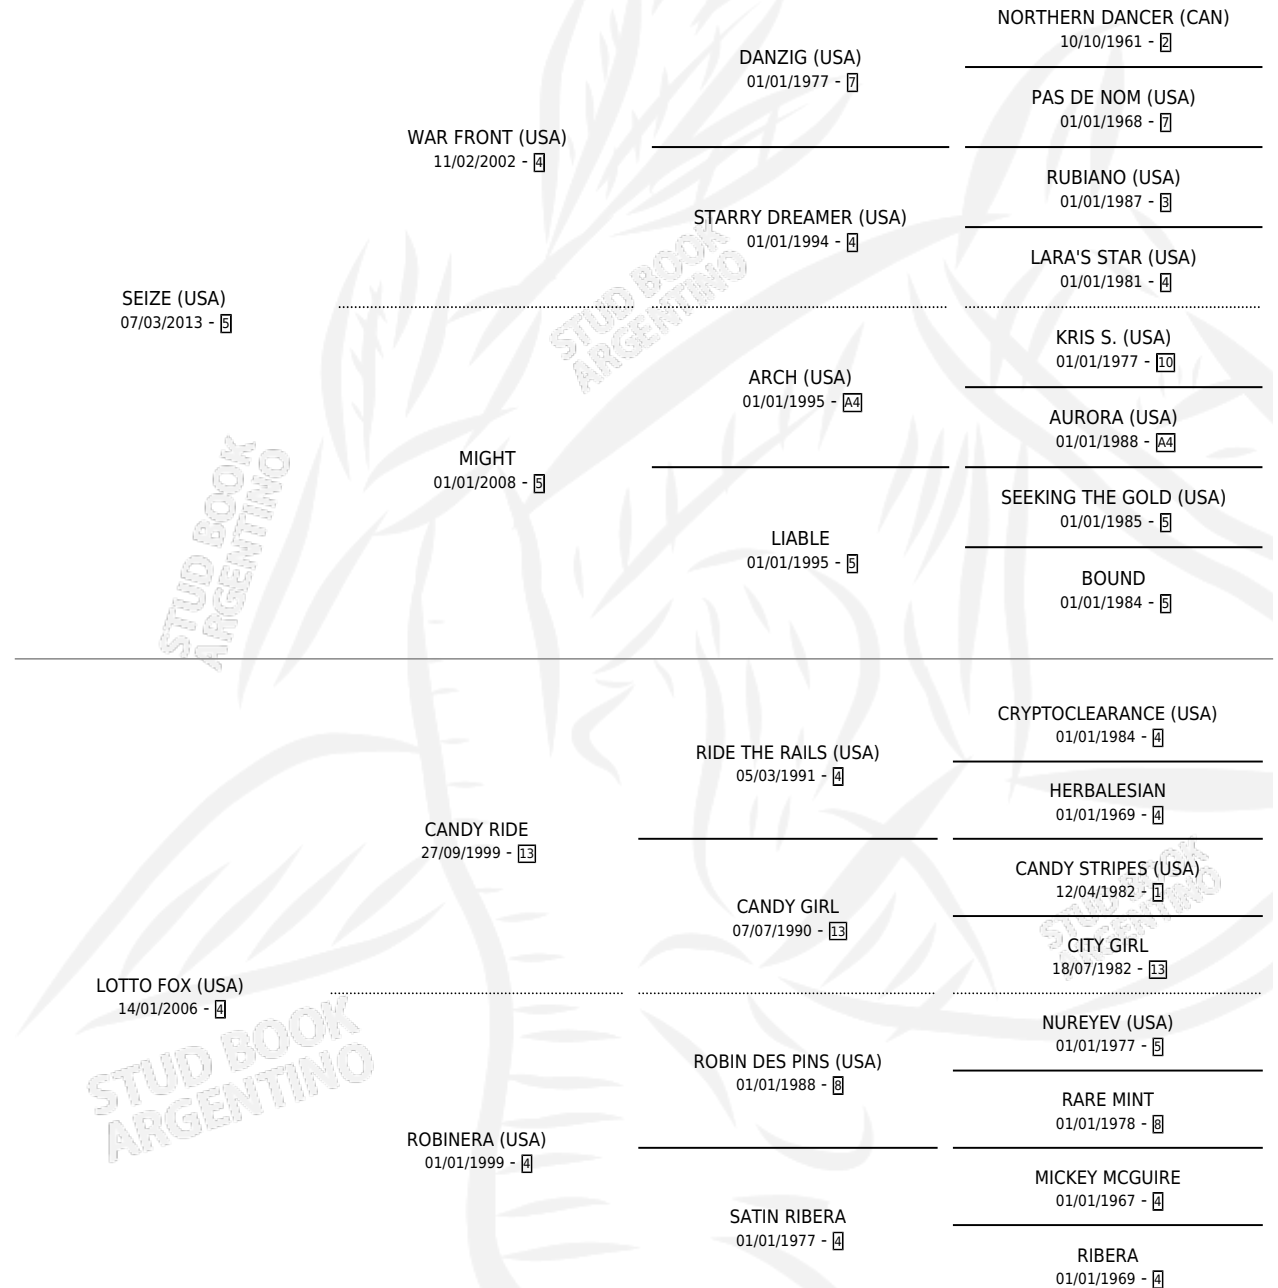 NORTHERN DANCER (CAN)
10/10/1961 - 2
DANZIG (USA)
01/01/1977 - 7
PAS DE NOM (USA)
01/01/1968 - 7
WAR FRONT (USA)
11/02/2002 - 4
RUBIANO (USA)
01/01/1987 - 3
STARRY DREAMER (USA)
01/01/1994 - 4
LARA'S STAR (USA)
01/01/1981 - 4
SEIZE (USA)
07/03/2013 - 5
KRIS S. (USA)
01/01/1977 - 10
ARCH (USA)
01/01/1995 - A4
AURORA (USA)
01/01/1988 - A4
MIGHT
01/01/2008 - 5
SEEKING THE GOLD (USA)
01/01/1985 - 5
LIABLE
01/01/1995 - 5
BOUND
01/01/1984 - 5
STUD BOOK
ARGENTINO
STUD BOOK
ARGENTINO
CRYPTOCLEARANCE (USA)
01/01/1984 - 4
RIDE THE RAILS (USA)
05/03/1991 - 4
HERBALESIAN
01/01/1969 - 4
CANDY RIDE
27/09/1999 - 13
CANDY STRIPES (USA)
12/04/1982 - 1
CANDY GIRL
07/07/1990 - 13
CITY GIRL
18/07/1982 - 13
STUD BOOK
ARGENTINO
LOTTO FOX (USA)
14/01/2006 - 4
NUREYEV (USA)
01/01/1977 - 5
ROBIN DES PINS (USA)
01/01/1988 - 8
RARE MINT
01/01/1978 - 8
ROBINERA (USA)
01/01/1999 - 4
MICKEY MCGUIRE
01/01/1967 - 4
SATIN RIBERA
01/01/1977 - 4
RIBERA
01/01/1969 - 4
STUD BOOK
ARGENTINO